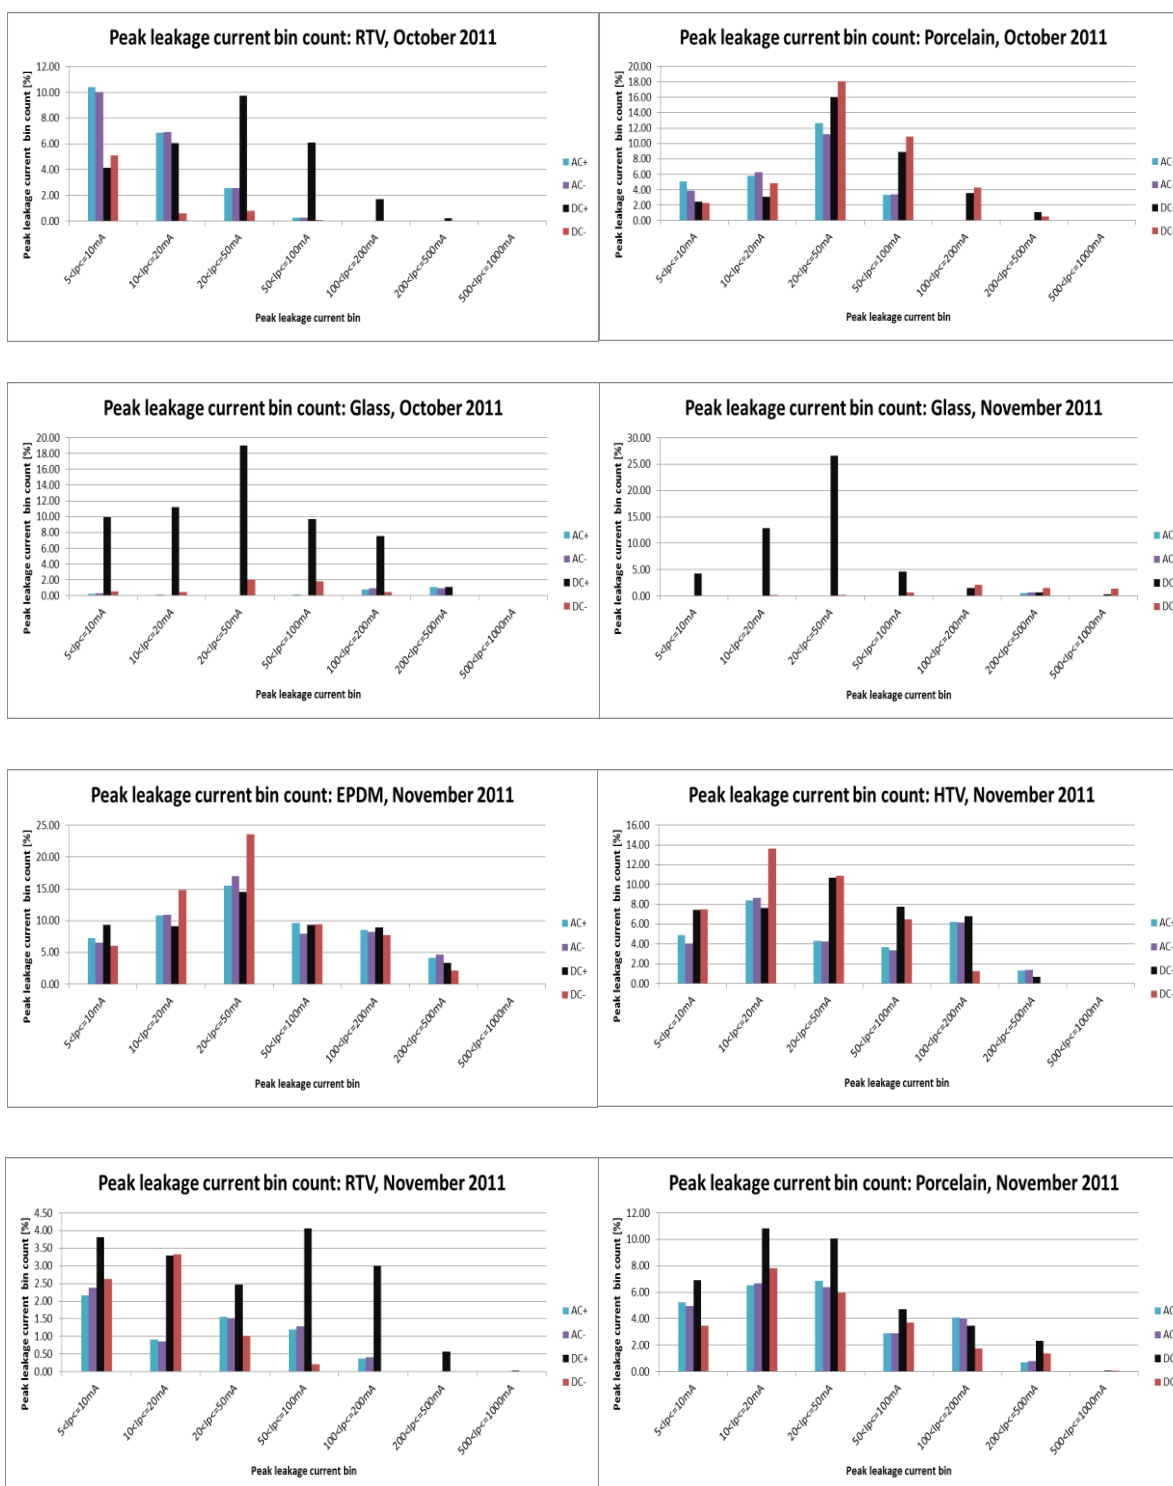 Peak leakage current bin count: RTV, October 2011
Peak leakage current bin count [%]
12.00
10.00
8.00
6.00
4.00
2.00
0.00
5<Ip<=10mA
10<Ip<=20mA
20<Ip<=50mA
50<Ip<=100mA
100<Ip<=200mA
200<Ip<=500mA
500<Ip<=1000mA
Peak leakage current bin
AC+
AC-
DC+
DC-
Peak leakage current bin count: Porcelain, October 2011
Peak leakage current bin count [%]
20.00
18.00
16.00
14.00
12.00
10.00
8.00
6.00
4.00
2.00
0.00
5<Ip<=10mA
10<Ip<=20mA
20<Ip<=50mA
50<Ip<=100mA
100<Ip<=200mA
200<Ip<=500mA
500<Ip<=1000mA
Peak leakage current bin
AC
AC
DC
DC
Peak leakage current bin count: Glass, October 2011
Peak leakage current bin count [%]
20.00
18.00
16.00
14.00
12.00
10.00
8.00
6.00
4.00
2.00
0.00
5<Ip<=10mA
10<Ip<=20mA
20<Ip<=50mA
50<Ip<=100mA
100<Ip<=200mA
200<Ip<=500mA
500<Ip<=1000mA
Peak leakage current bin
AC+
AC-
DC+
DC-
Peak leakage current bin count: Glass, November 2011
Peak leakage current bin count [%]
30.00
25.00
20.00
15.00
10.00
5.00
0.00
5<Ip<=10mA
10<Ip<=20mA
20<Ip<=50mA
50<Ip<=100mA
100<Ip<=200mA
200<Ip<=500mA
500<Ip<=1000mA
Peak leakage current bin
AC
AC
DC
DC
Peak leakage current bin count: EPDM, November 2011
Peak leakage current bin count [%]
25.00
20.00
15.00
10.00
5.00
0.00
5<Ip<=10mA
10<Ip<=20mA
20<Ip<=50mA
50<Ip<=100mA
100<Ip<=200mA
200<Ip<=500mA
500<Ip<=1000mA
Peak leakage current bin
AC+
AC-
DC+
DC-
Peak leakage current bin count: HTV, November 2011
Peak leakage current bin count [%]
16.00
14.00
12.00
10.00
8.00
6.00
4.00
2.00
0.00
5<Ip<=10mA
10<Ip<=20mA
20<Ip<=50mA
50<Ip<=100mA
100<Ip<=200mA
200<Ip<=500mA
500<Ip<=1000mA
Peak leakage current bin
AC+
AC-
DC+
DC-
Peak leakage current bin count: RTV, November 2011
Peak leakage current bin count [%]
4.50
4.00
3.50
3.00
2.50
2.00
1.50
1.00
0.50
0.00
5<Ip<=10mA
10<Ip<=20mA
20<Ip<=50mA
50<Ip<=100mA
100<Ip<=200mA
200<Ip<=500mA
500<Ip<=1000mA
Peak leakage current bin
AC+
AC-
DC+
DC-
Peak leakage current bin count: Porcelain, November 2011
Peak leakage current bin count [%]
12.00
10.00
8.00
6.00
4.00
2.00
0.00
5<Ip<=10mA
10<Ip<=20mA
20<Ip<=50mA
50<Ip<=100mA
100<Ip<=200mA
200<Ip<=500mA
500<Ip<=1000mA
Peak leakage current bin
AC
AC
DC
DC